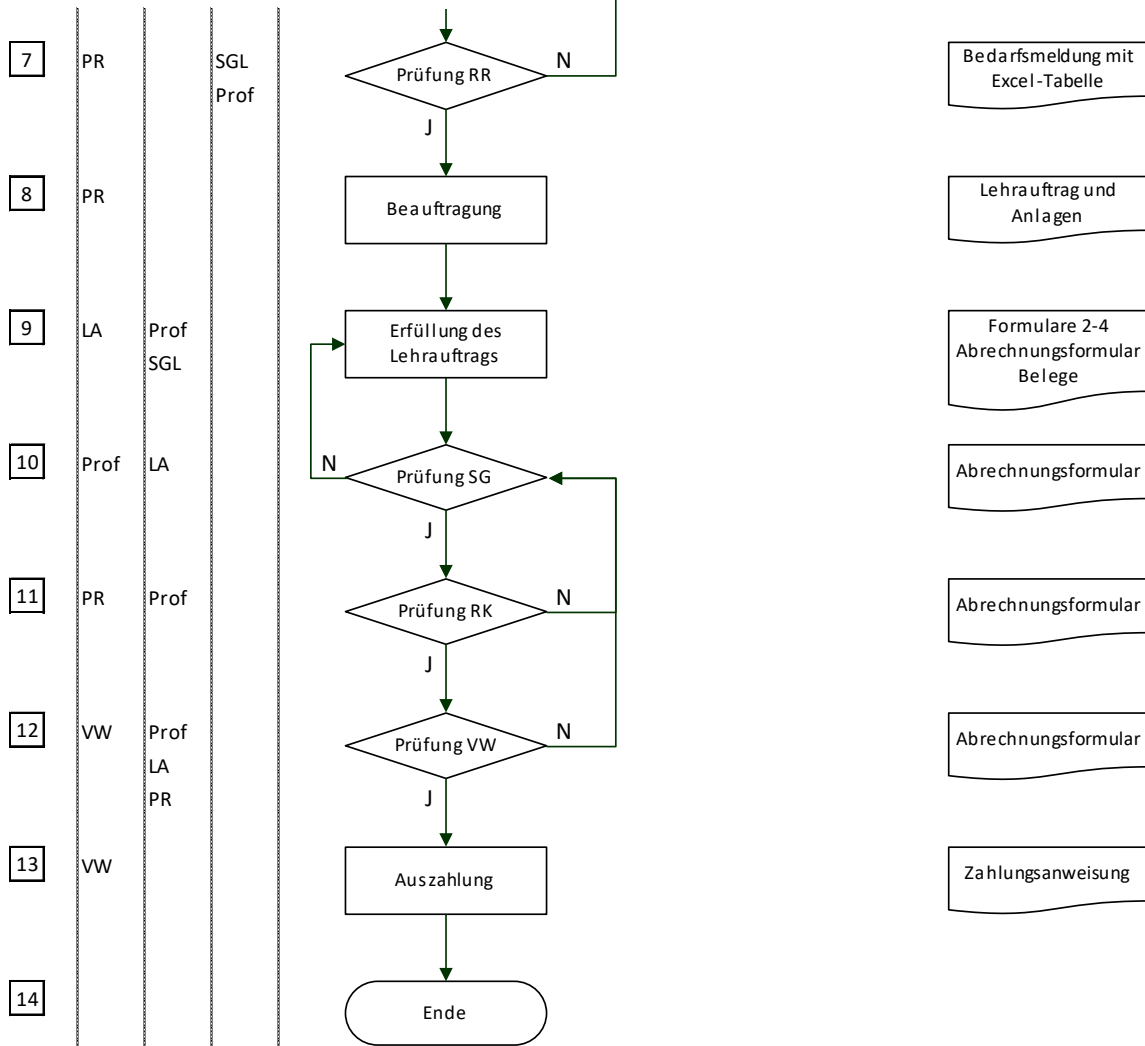 7 PR SGL Prüfung RR N Bedarfsmeldung mit
Prof Excel-Tabelle
J
8 PR Beauftragung Lehrauftrag und
Anlagen
9 LA Prof Erfüllung des Formulare 2-4
SGL Lehrauftrags Abrechnungsformular
Belege
10 Prof LA N Prüfung SG Abrechnungsformular
J
11 PR Prof Prüfung RK N Abrechnungsformular
J
12 VW Prof Prüfung VW N Abrechnungsformular
LA
PR
J
13 VW Auszahlung Zahlungsanweisung
14 Ende